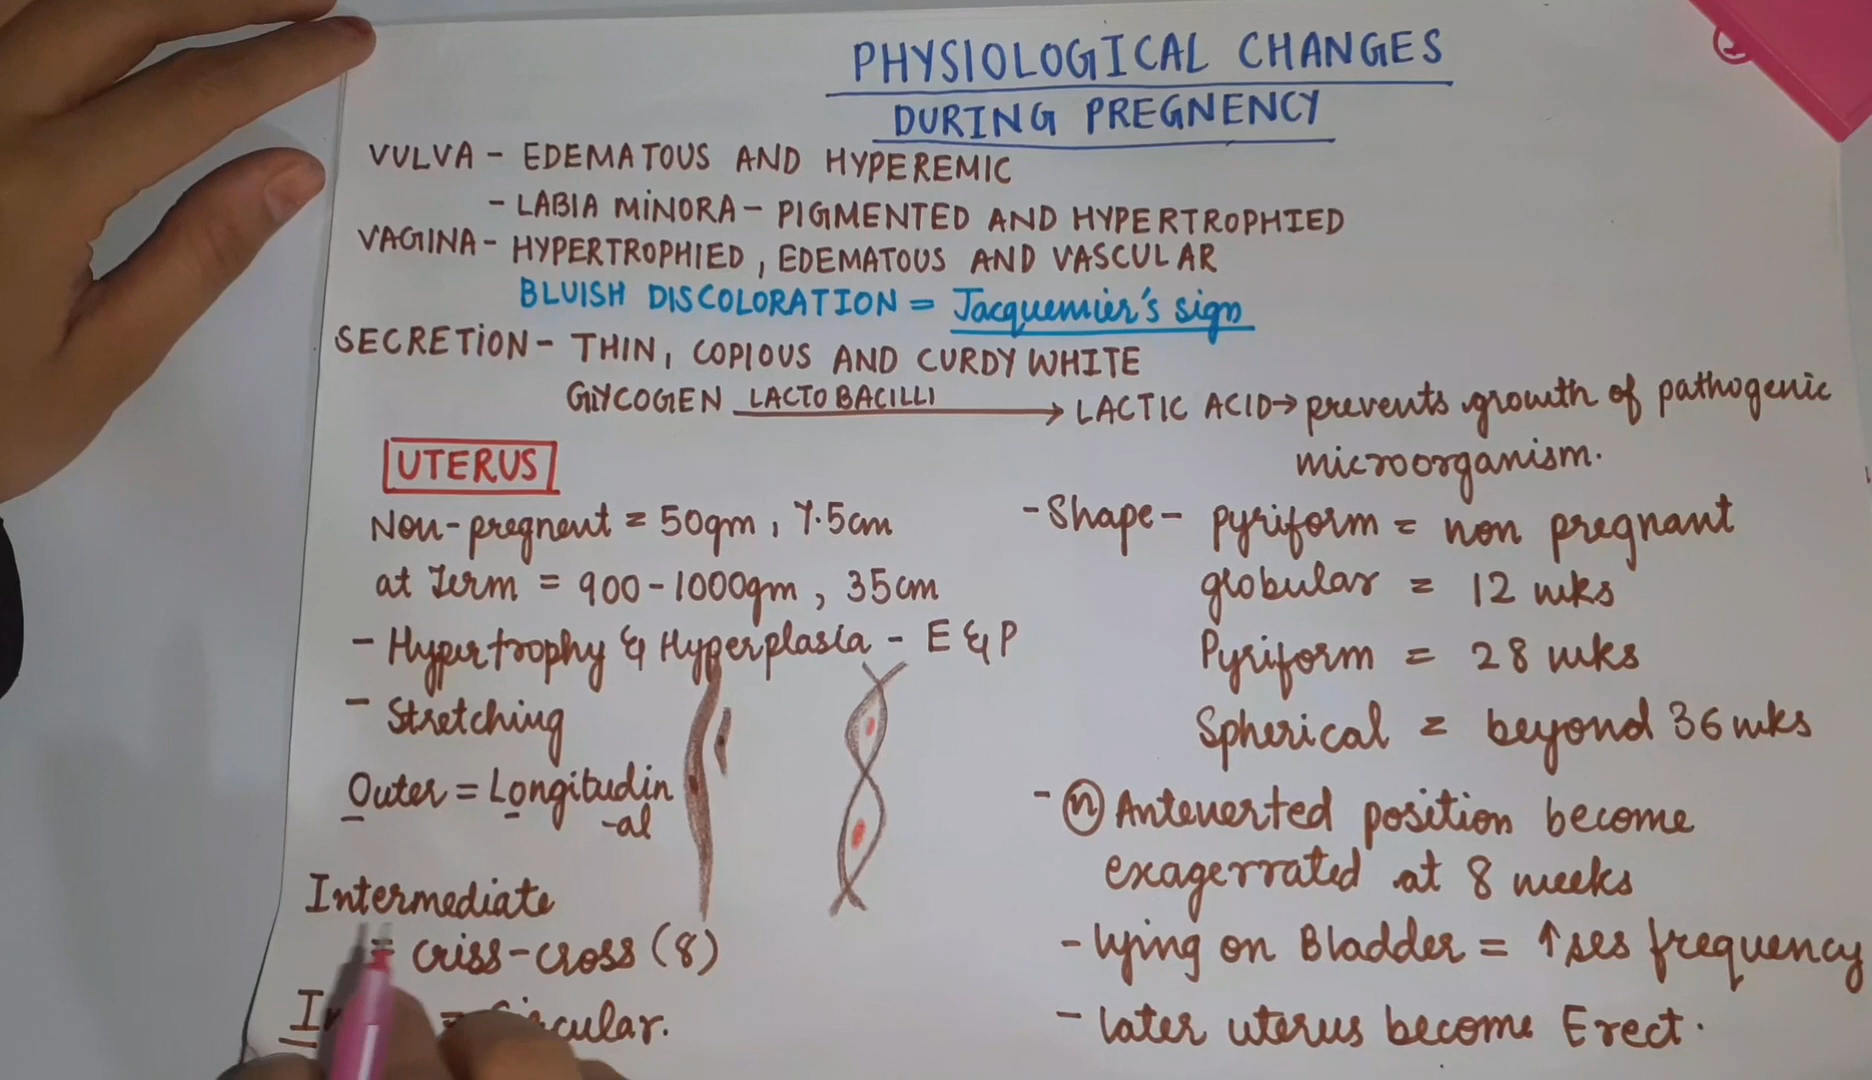 PHYSIOLOGICAL CHANGES
DURING PREGNENCY
VULVA - EDEMATOUS AND HYPEREMIC
- LABIA MINORA - PIGMENTED AND HYPERTROPHIED
VAGINA - HYPERTROPHIED, EDEMATOUS AND VASCULAR
BLUISH DISCOLORATION = Jacquemier's sign
SECRETION - THIN, COPIOUS AND CURDY WHITE
GLYCOGEN LACTOBACILLI → LACTIC ACID → prevents growth of pathogenic
microorganism.
UTERUS
Non-pregnent = 50gm, 7.5cm
at Term = 900-1000gm, 35cm
- Hypertrophy & Hyperplasia - E & P
- Stretching
Outer = Longitudin
-al
Intermediate
= criss-cross (8)
= circular.
- Shape - pyriform = non pregnant
globular = 12 wks
Pyriform = 28 wks
Spherical = beyond 36 wks
- (n) Anteverted position become
exagerrated at 8 weeks
- lying on Bladder = ↑ses frequency
- later uterus become Erect.